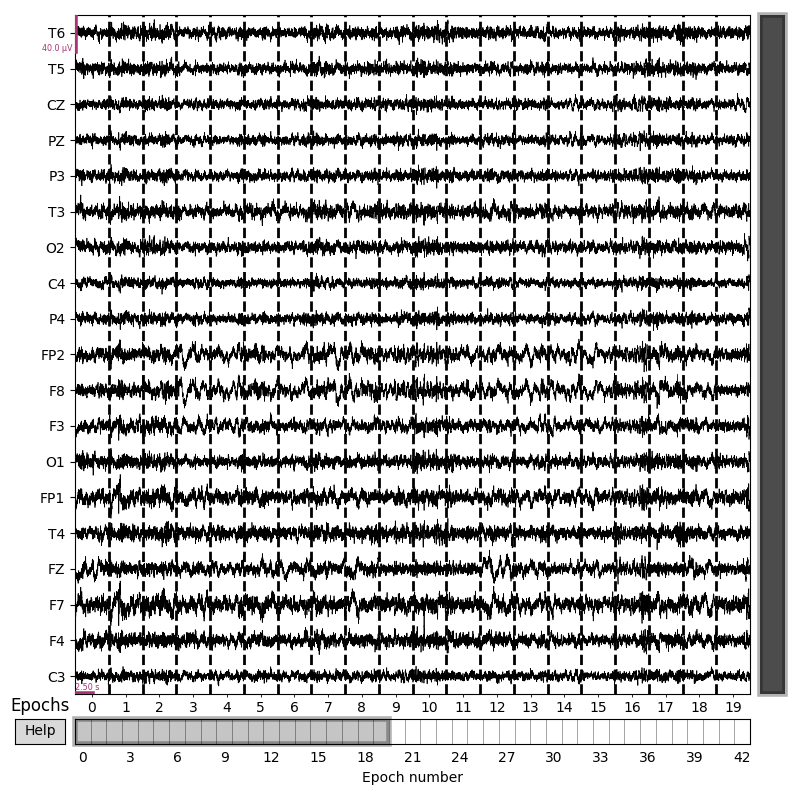 T6
40.0 µV
T5
CZ
PZ
P3
T3
O2
C4
P4
FP2
F8
F3
O1
FP1
T4
FZ
F7
F4
C3
2.50 s
Epochs 0 1 2 3 4 5 6 7 8 9 10 11 12 13 14 15 16 17 18 19
Help
0 3 6 9 12 15 18 21 24 27 30 33 36 39 42
Epoch number